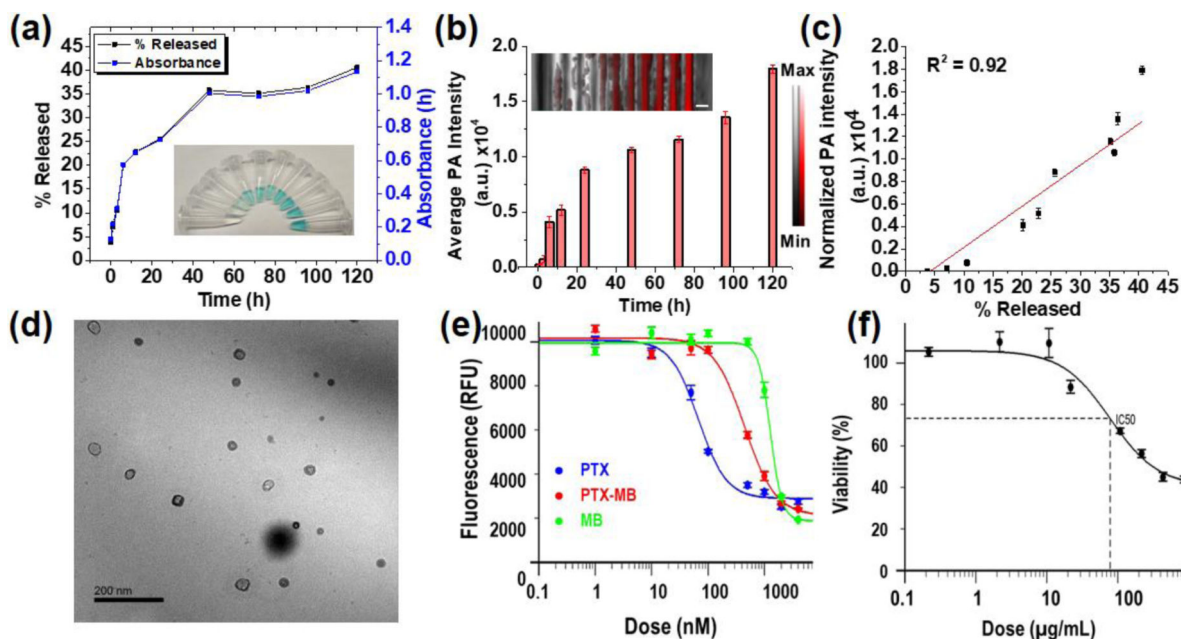 (a)
45
40
35
30
25
20
15
10
5
0
% Released
% Released
Absorbance
1.4
1.2
1.0
0.8
0.6
0.4
0.2
0.0
Absorbance (h)
0 20 40 60 80 100 120
Time (h)
(b)
2.0
1.5
1.0
0.5
0.0
Average PA Intensity
(a.u.) x10⁴
Max
Min
0 20 40 60 80 100 120
Time (h)
(c)
R² = 0.92
2.0
1.8
1.6
1.4
1.2
1.0
0.8
0.6
0.4
0.2
0.0
Normalized PA intensity
(a.u.) x10⁴
0 5 10 15 20 25 30 35 40 45
% Released
(d)
200 nm
(e)
10000
8000
6000
4000
2000
0
Fluorescence (RFU)
PTX
PTX-MB
MB
0 1 10 100 1000
Dose (nM)
(f)
100
80
60
40
20
0
Viability (%)
IC50
0.1 1 10 100
Dose (µg/mL)